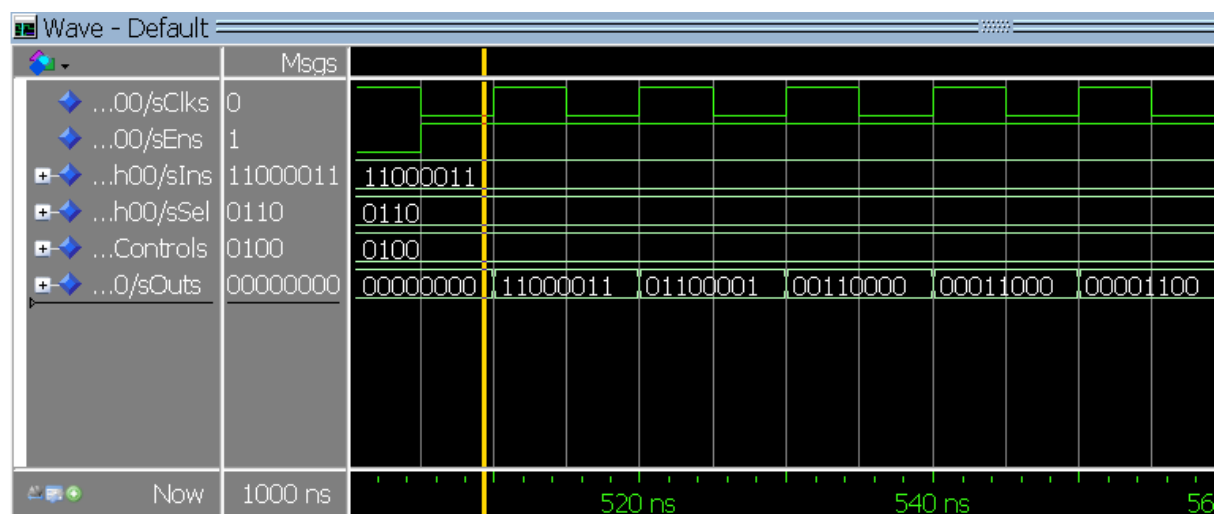 Wave - Default
Msgs
...00/sClks 0
...00/sEns 1
...h00/sIns 11000011 11000011
...h00/sSel 0110 0110
...Controls 0100 0100
...0/sOuts 00000000 00000000 11000011 01100001 00110000 00011000 00001100
Now 1000 ns 520 ns 540 ns 56